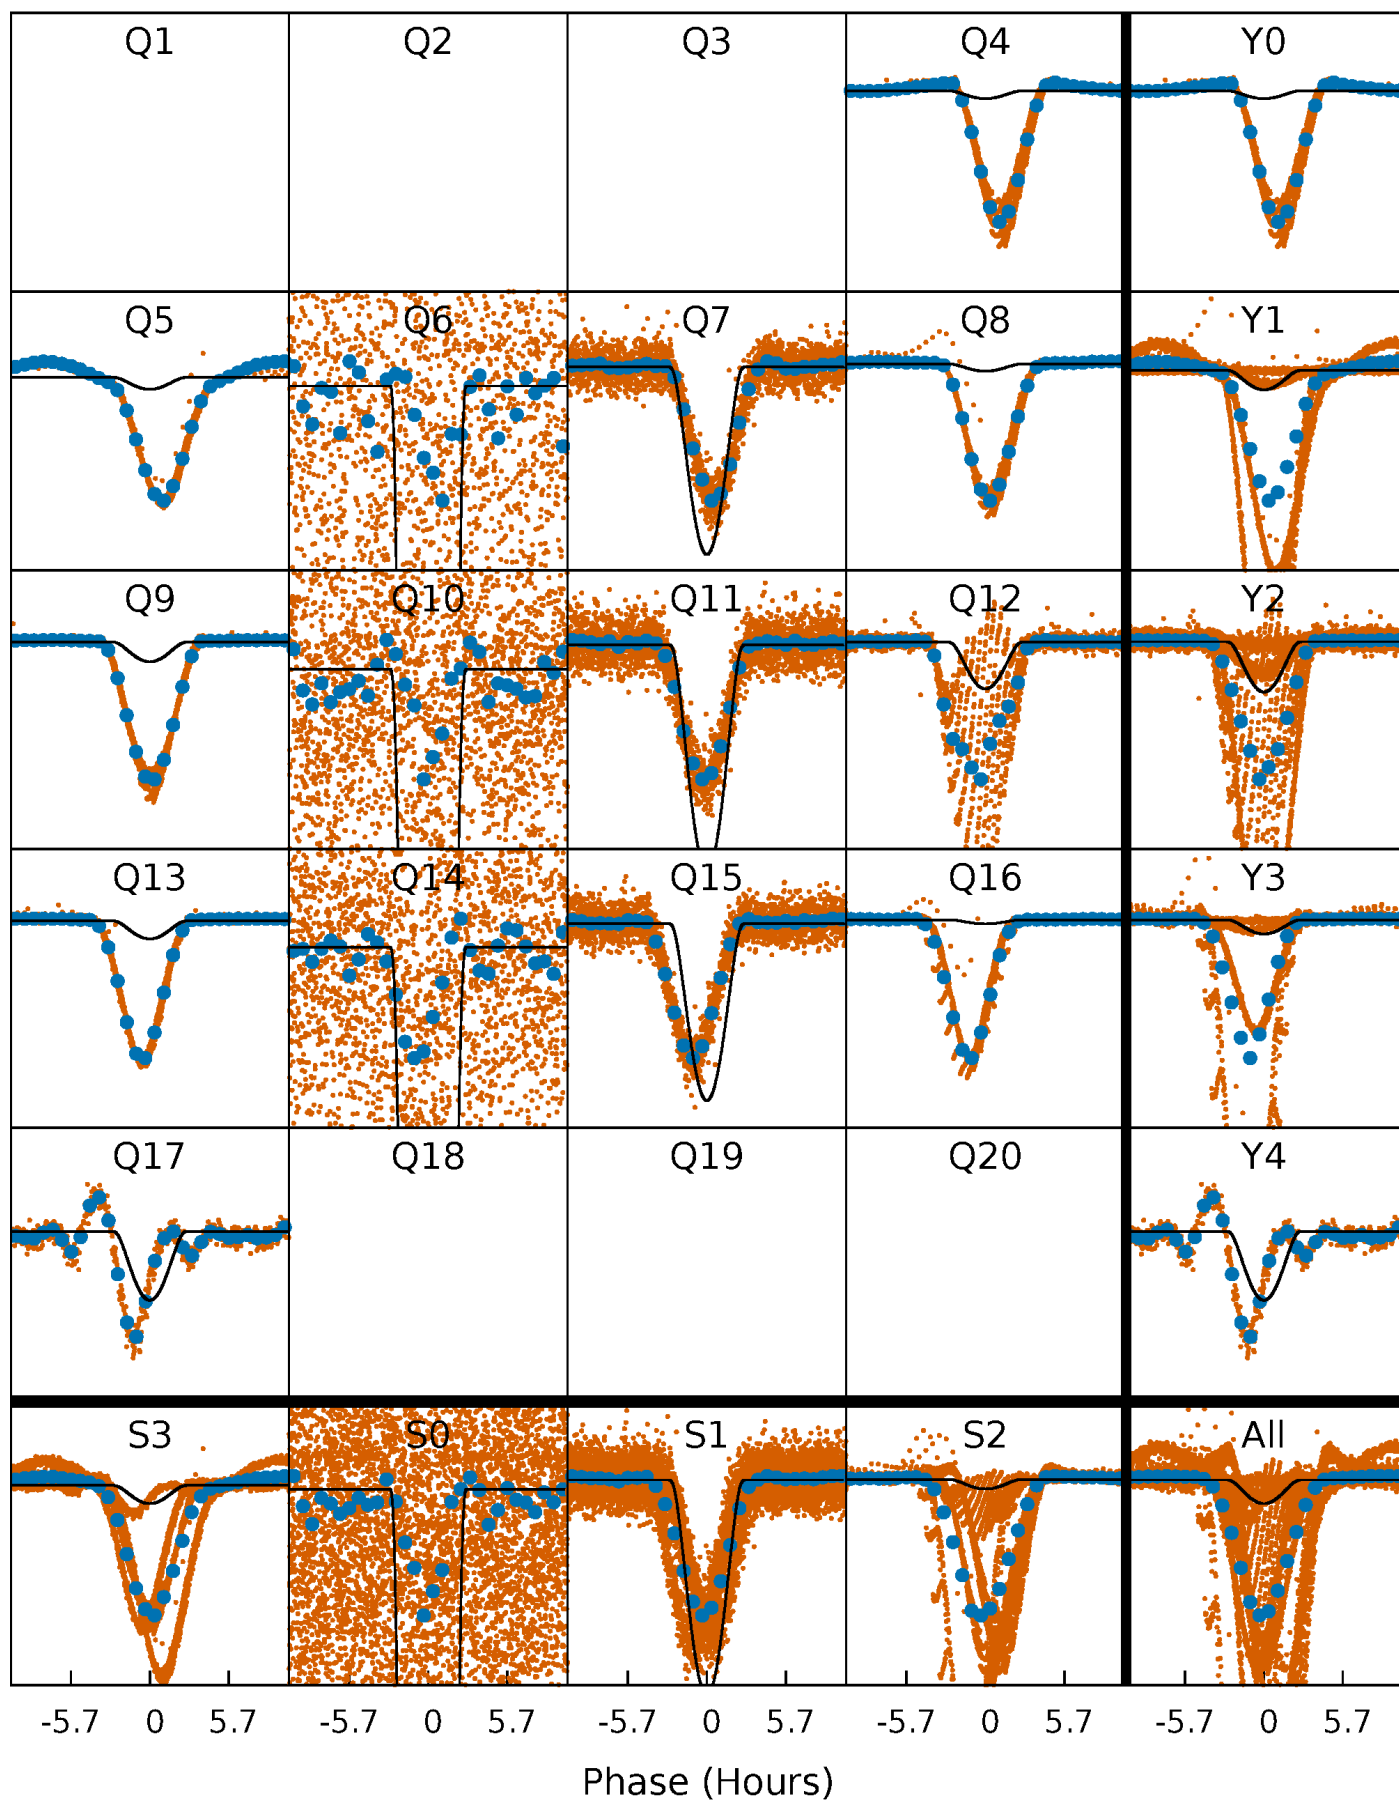 Q1 Q2 Q3 Q4 Y0
Q5 Q6 Q7 Q8 Y1
Q9 Q10 Q11 Q12 Y2
Q13 Q14 Q15 Q16 Y3
Q17 Q18 Q19 Q20 Y4
S3 S0 S1 S2 All
-5.7 0 5.7 -5.7 0 5.7 -5.7 0 5.7 -5.7 0 5.7 -5.7 0 5.7
Phase (Hours)